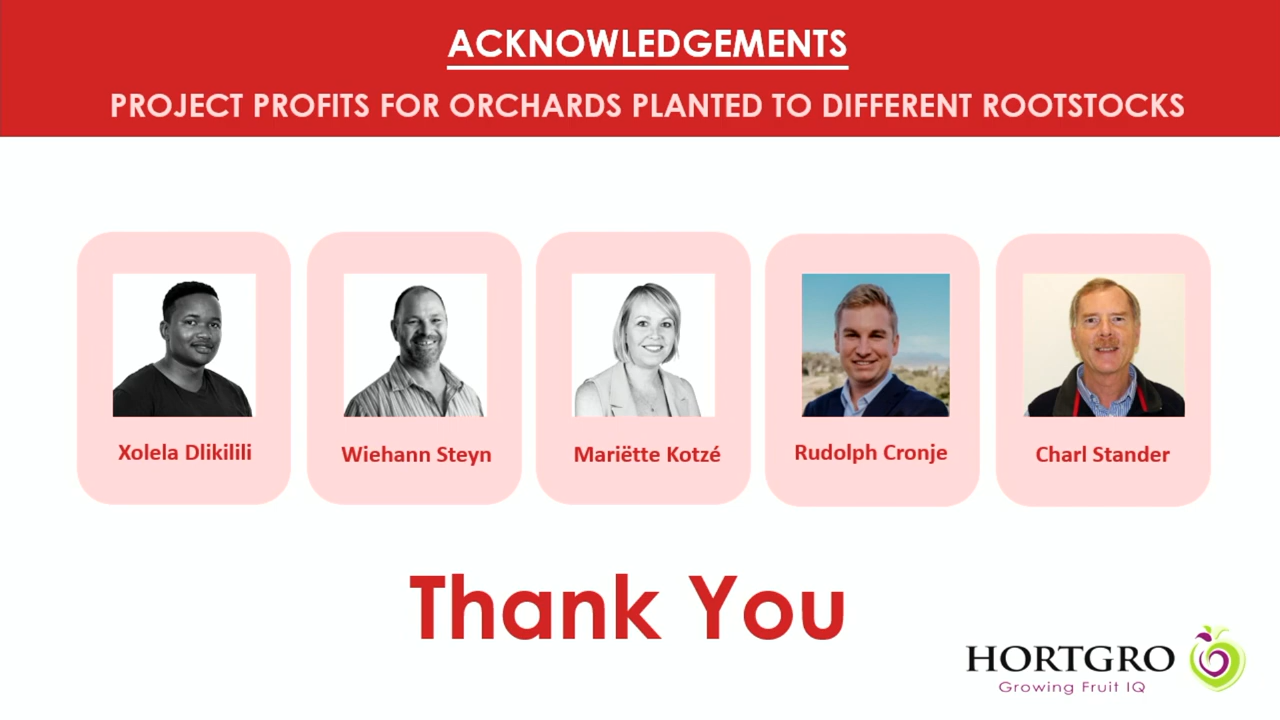 ACKNOWLEDGEMENTS
PROJECT PROFITS FOR ORCHARDS PLANTED TO DIFFERENT ROOTSTOCKS
Xolela Dlikilili
Wiehann Steyn
Mariëtte Kotzé
Rudolph Cronje
Charl Stander
Thank You
HORTGRO
Growing Fruit IQ